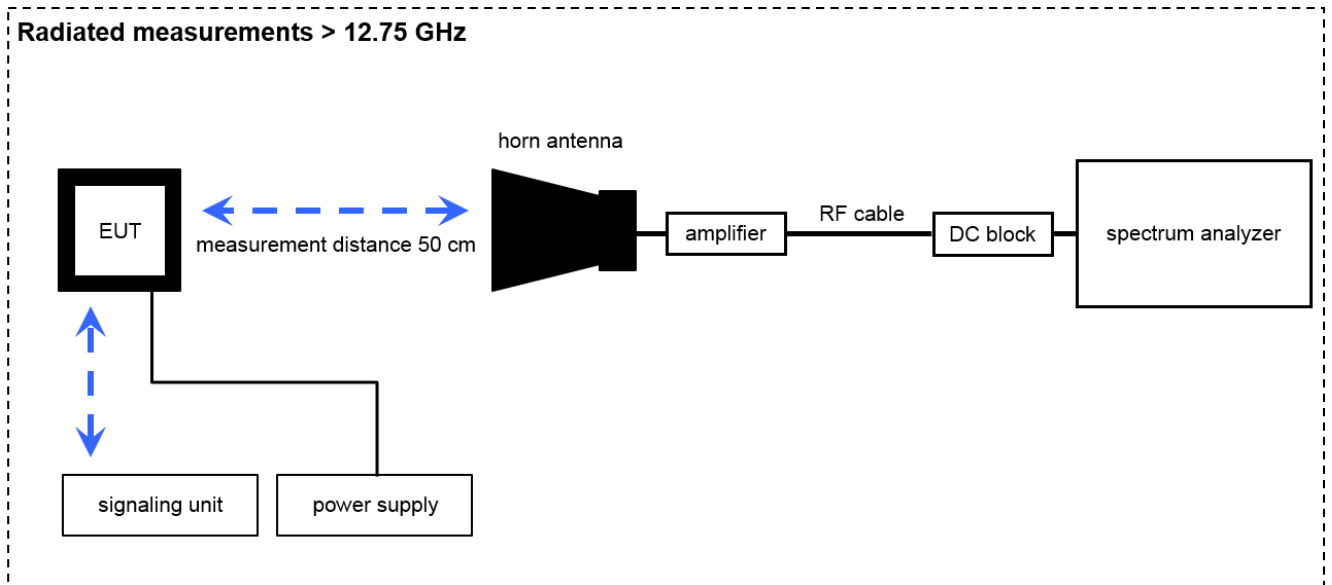 Radiated measurements > 12.75 GHz
horn antenna
EUT
measurement distance 50 cm
amplifier
RF cable
DC block
spectrum analyzer
signaling unit
power supply